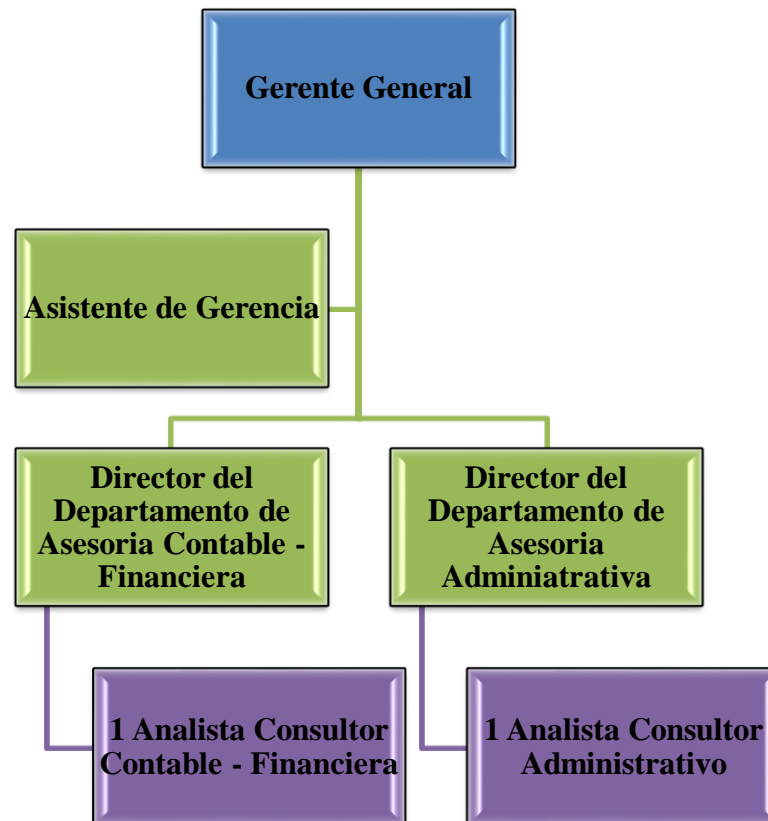 Gerente General
Asistente de Gerencia
Director del
Departamento de
Asesoria Contable -
Financiera
Director del
Departamento de
Asesoria
Adminiatrativa
1 Analista Consultor
Contable - Financiera
1 Analista Consultor
Administrativo